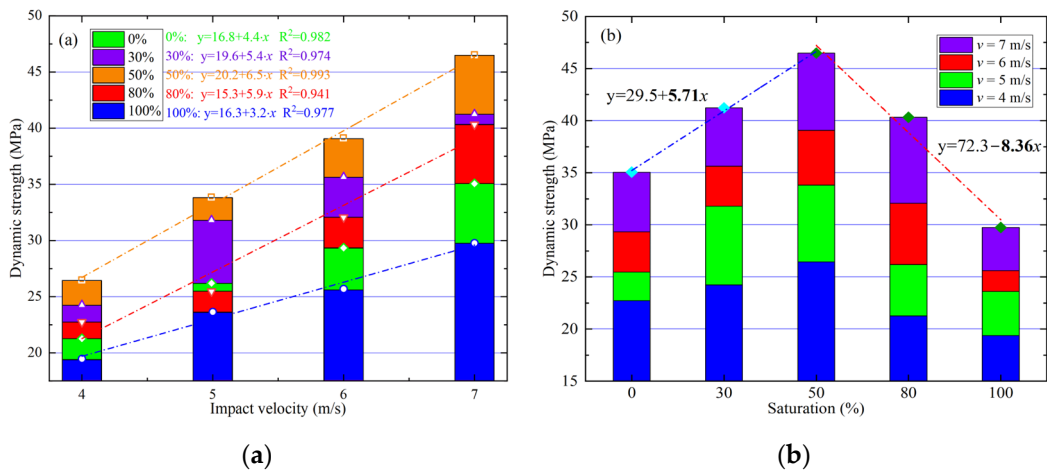 (a)
0% 0%: y=16.8+4.4·x R²=0.982
30% 30%: y=19.6+5.4·x R²=0.974
50% 50%: y=20.2+6.5·x R²=0.993
80% 80%: y=15.3+5.9·x R²=0.941
100% 100%: y=16.3+3.2·x R²=0.977
50
45
40
35
30
25
20
Dynamic strength (MPa)
4 5 6 7
Impact velocity (m/s)
(a)
(b)
v = 7 m/s
v = 6 m/s
v = 5 m/s
v = 4 m/s
y=29.5+5.71x
y=72.3−8.36x
50
45
40
35
30
25
20
15
Dynamic strength (MPa)
0 30 50 80 100
Saturation (%)
(b)